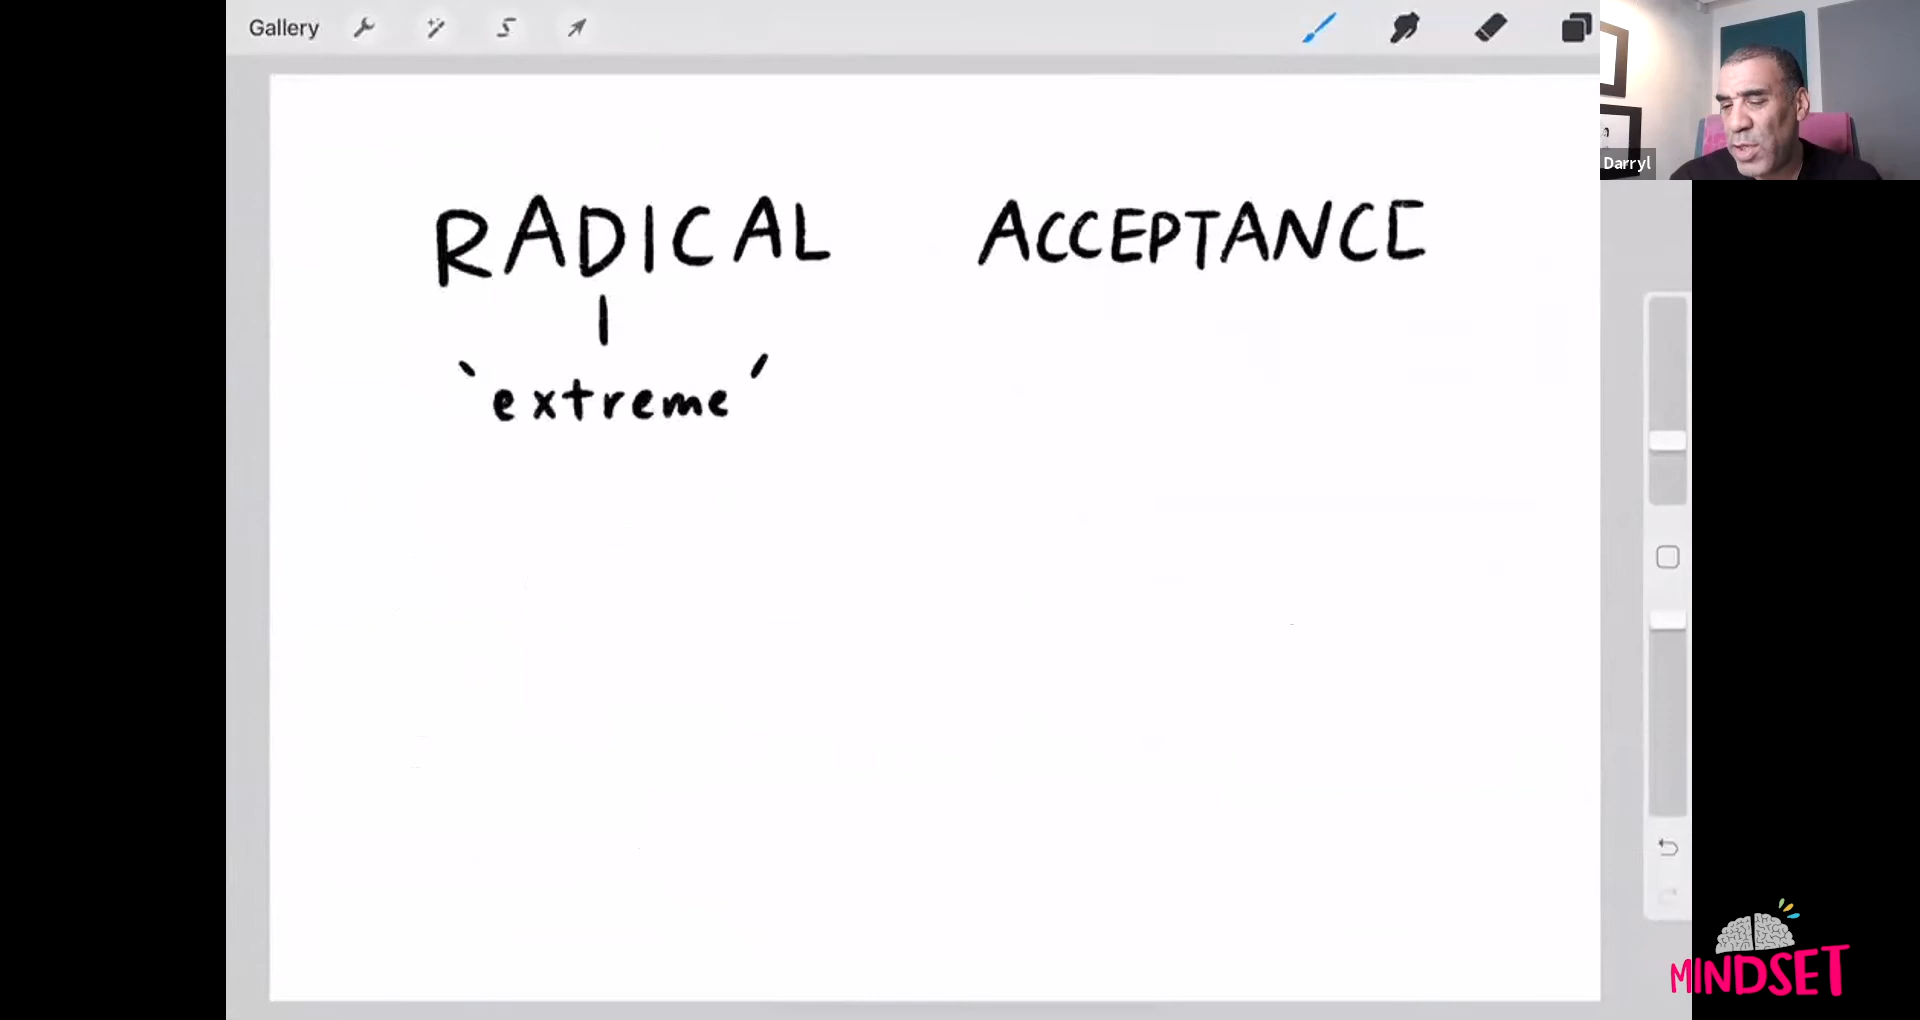 Gallery
Darryl
RADICAL ACCEPTANCE
`extreme´
MINDSET